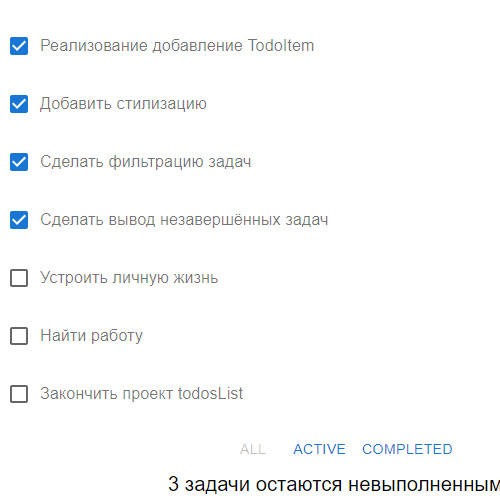 Реализование добавление TodoItem
Добавить стилизацию
Сделать фильтрацию задач
Сделать вывод незавершённых задач
Устроить личную жизнь
Найти работу
Закончить проект todosList
ALL ACTIVE COMPLETED
3 задачи остаются невыполненным